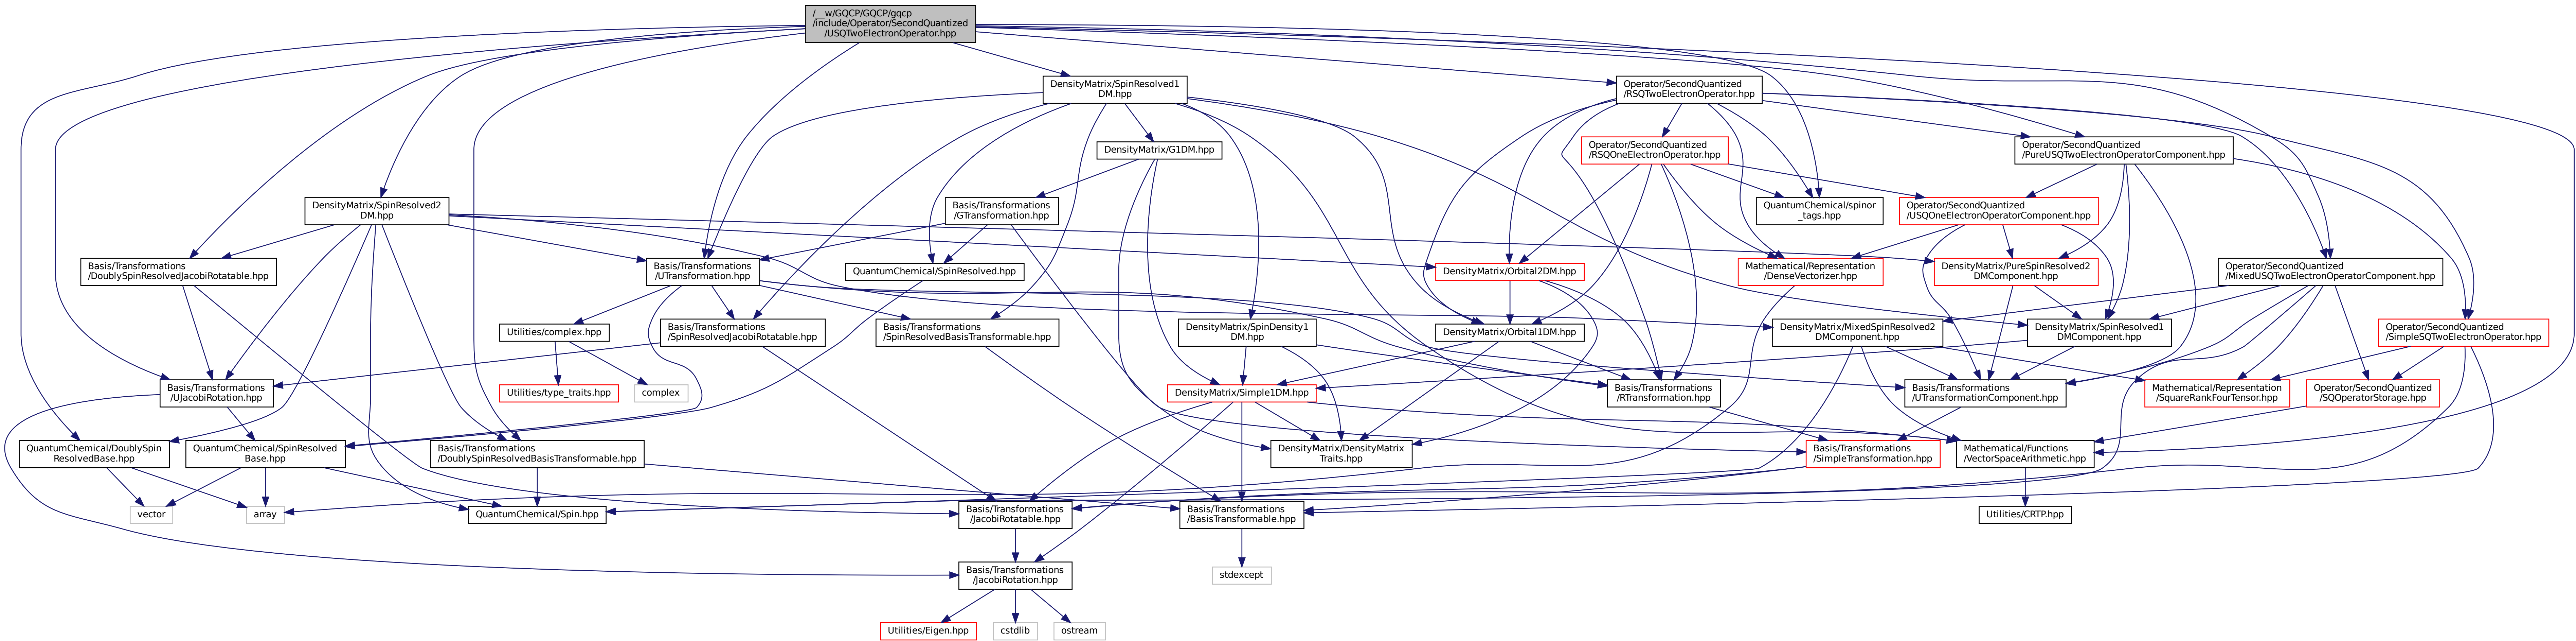 /__w/GQCP/GQCP/gqcp
/include/Operator/SecondQuantized
/USQTwoElectronOperator.hpp
DensityMatrix/SpinResolved1
DM.hpp
Operator/SecondQuantized
/RSQTwoElectronOperator.hpp
DensityMatrix/G1DM.hpp
Operator/SecondQuantized
/RSQOneElectronOperator.hpp
Operator/SecondQuantized
/PureUSQTwoElectronOperatorComponent.hpp
DensityMatrix/SpinResolved2
DM.hpp
Basis/Transformations
/GTransformation.hpp
QuantumChemistry/spinor
_tags.hpp
Operator/SecondQuantized
/USQOneElectronOperatorComponent.hpp
Basis/Transformations
/DoublySpinResolvedJacobiRotatable.hpp
Basis/Transformations
/UTransformation.hpp
QuantumChemistry/SpinResolved.hpp
DensityMatrix/Orbital2DM.hpp
Mathematical/Representation
/DenseVectorizer.hpp
DensityMatrix/PureSpinResolved2
DMComponent.hpp
Operator/SecondQuantized
/MixedUSQTwoElectronOperatorComponent.hpp
Utilities/complex.hpp
Basis/Transformations
/SpinResolvedJacobiRotatable.hpp
Basis/Transformations
/SpinResolvedBasisTransformable.hpp
DensityMatrix/SpinDensity1
DM.hpp
DensityMatrix/Orbital1DM.hpp
DensityMatrix/MixedSpinResolved2
DMComponent.hpp
DensityMatrix/SpinResolved1
DMComponent.hpp
Operator/SecondQuantized
/SimpleSQTwoElectronOperator.hpp
Basis/Transformations
/UJacobiRotation.hpp
Utilities/type_traits.hpp
complex
DensityMatrix/Simple1DM.hpp
Basis/Transformations
/RTransformation.hpp
Basis/Transformations
/UTransformationComponent.hpp
Mathematical/Representation
/SquareRankFourTensor.hpp
Operator/SecondQuantized
/SQOperatorStorage.hpp
QuantumChemistry/DoublySpin
ResolvedBase.hpp
QuantumChemistry/SpinResolved
Base.hpp
Basis/Transformations
/DoublySpinResolvedBasisTransformable.hpp
DensityMatrix/DensityMatrix
Traits.hpp
Basis/Transformations
/SimpleTransformation.hpp
Mathematical/Functions
/VectorSpaceArithmetic.hpp
vector
array
QuantumChemistry/Spin.hpp
Basis/Transformations
/JacobiRotatable.hpp
Basis/Transformations
/BasisTransformable.hpp
Utilities/CRTP.hpp
Basis/Transformations
/JacobiRotation.hpp
stdexcept
Utilities/Eigen.hpp
cstdlib
ostream